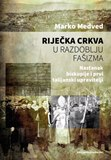 Marko Medved
RIJEČKA CRKVA
U RAZDOBLJU
FAŠIZMA
Nastanak
biskupije i prvi
talijanski upravitelji